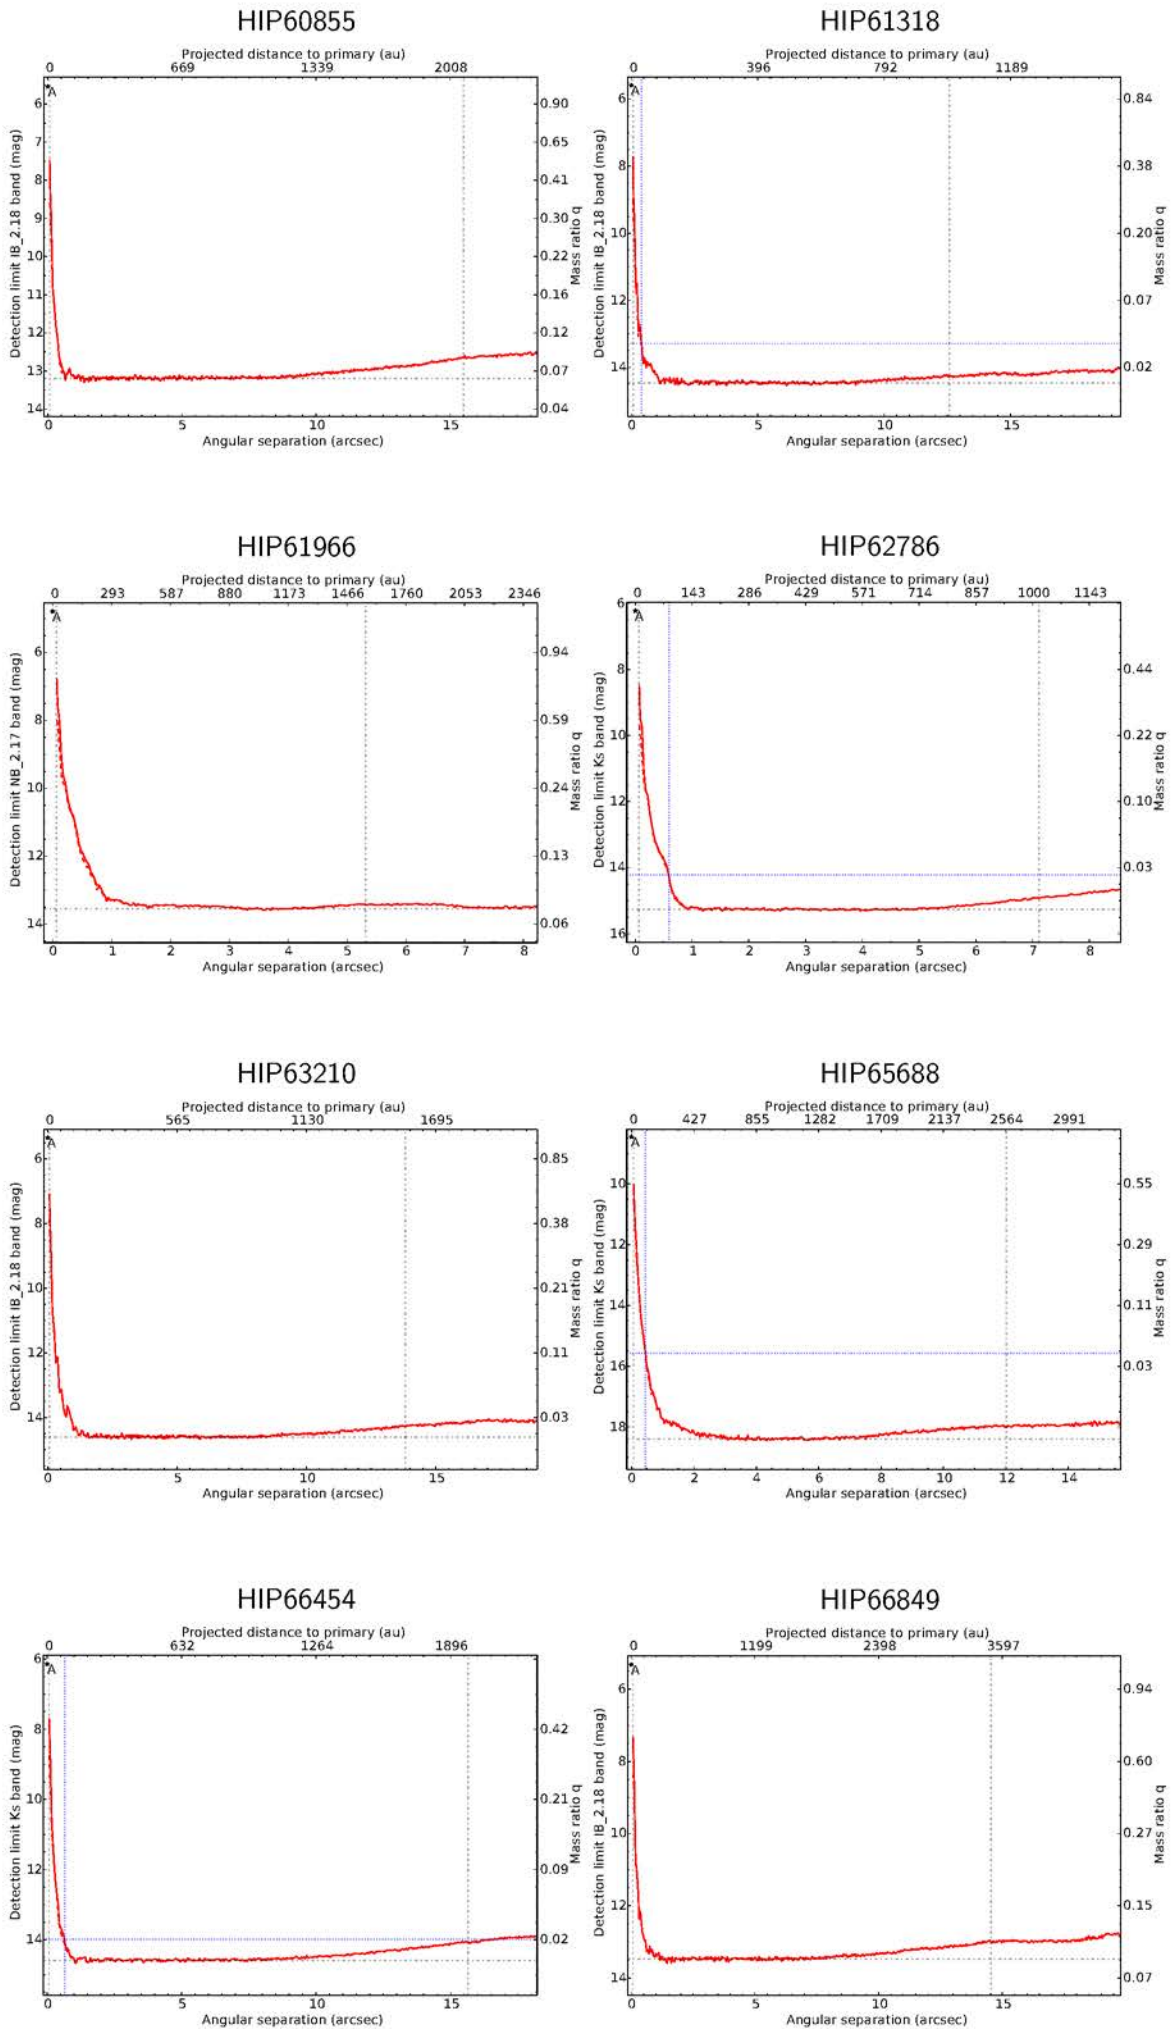 HIP60855
Projected distance to primary (au)
0 669 1339 2008
A
6 7 8 9 10 11 12 13 14
Detection limit IB_2.18 band (mag)
0.90 0.65 0.41 0.30 0.22 0.16 0.12 0.07 0.04
Mass ratio q
0 5 10 15
Angular separation (arcsec)
HIP61318
Projected distance to primary (au)
0 396 792 1189
A
6 8 10 12 14
Detection limit IB_2.18 band (mag)
0.84 0.38 0.20 0.07 0.02
Mass ratio q
0 5 10 15
Angular separation (arcsec)
HIP61966
Projected distance to primary (au)
0 293 587 880 1173 1466 1760 2053 2346
A
6 8 10 12 14
Detection limit NB_2.17 band (mag)
0.94 0.59 0.24 0.13 0.06
Mass ratio q
0 1 2 3 4 5 6 7 8
Angular separation (arcsec)
HIP62786
Projected distance to primary (au)
0 143 286 429 571 714 857 1000 1143
A
6 8 10 12 14 16
Detection limit Ks band (mag)
0.44 0.22 0.10 0.03
Mass ratio q
0 1 2 3 4 5 6 7 8
Angular separation (arcsec)
HIP63210
Projected distance to primary (au)
0 565 1130 1695
A
6 8 10 12 14
Detection limit IB_2.18 band (mag)
0.85 0.38 0.21 0.11 0.03
Mass ratio q
0 5 10 15
Angular separation (arcsec)
HIP65688
Projected distance to primary (au)
0 427 855 1282 1709 2137 2564 2991
A
10 12 14 16 18
Detection limit Ks band (mag)
0.55 0.29 0.11 0.03
Mass ratio q
0 2 4 6 8 10 12 14
Angular separation (arcsec)
HIP66454
Projected distance to primary (au)
0 632 1264 1896
A
6 8 10 12 14
Detection limit Ks band (mag)
0.42 0.21 0.09 0.02
Mass ratio q
0 5 10 15
Angular separation (arcsec)
HIP66849
Projected distance to primary (au)
0 1199 2398 3597
A
6 8 10 12 14
Detection limit IB_2.18 band (mag)
0.94 0.60 0.27 0.15 0.07
Mass ratio q
0 5 10 15
Angular separation (arcsec)